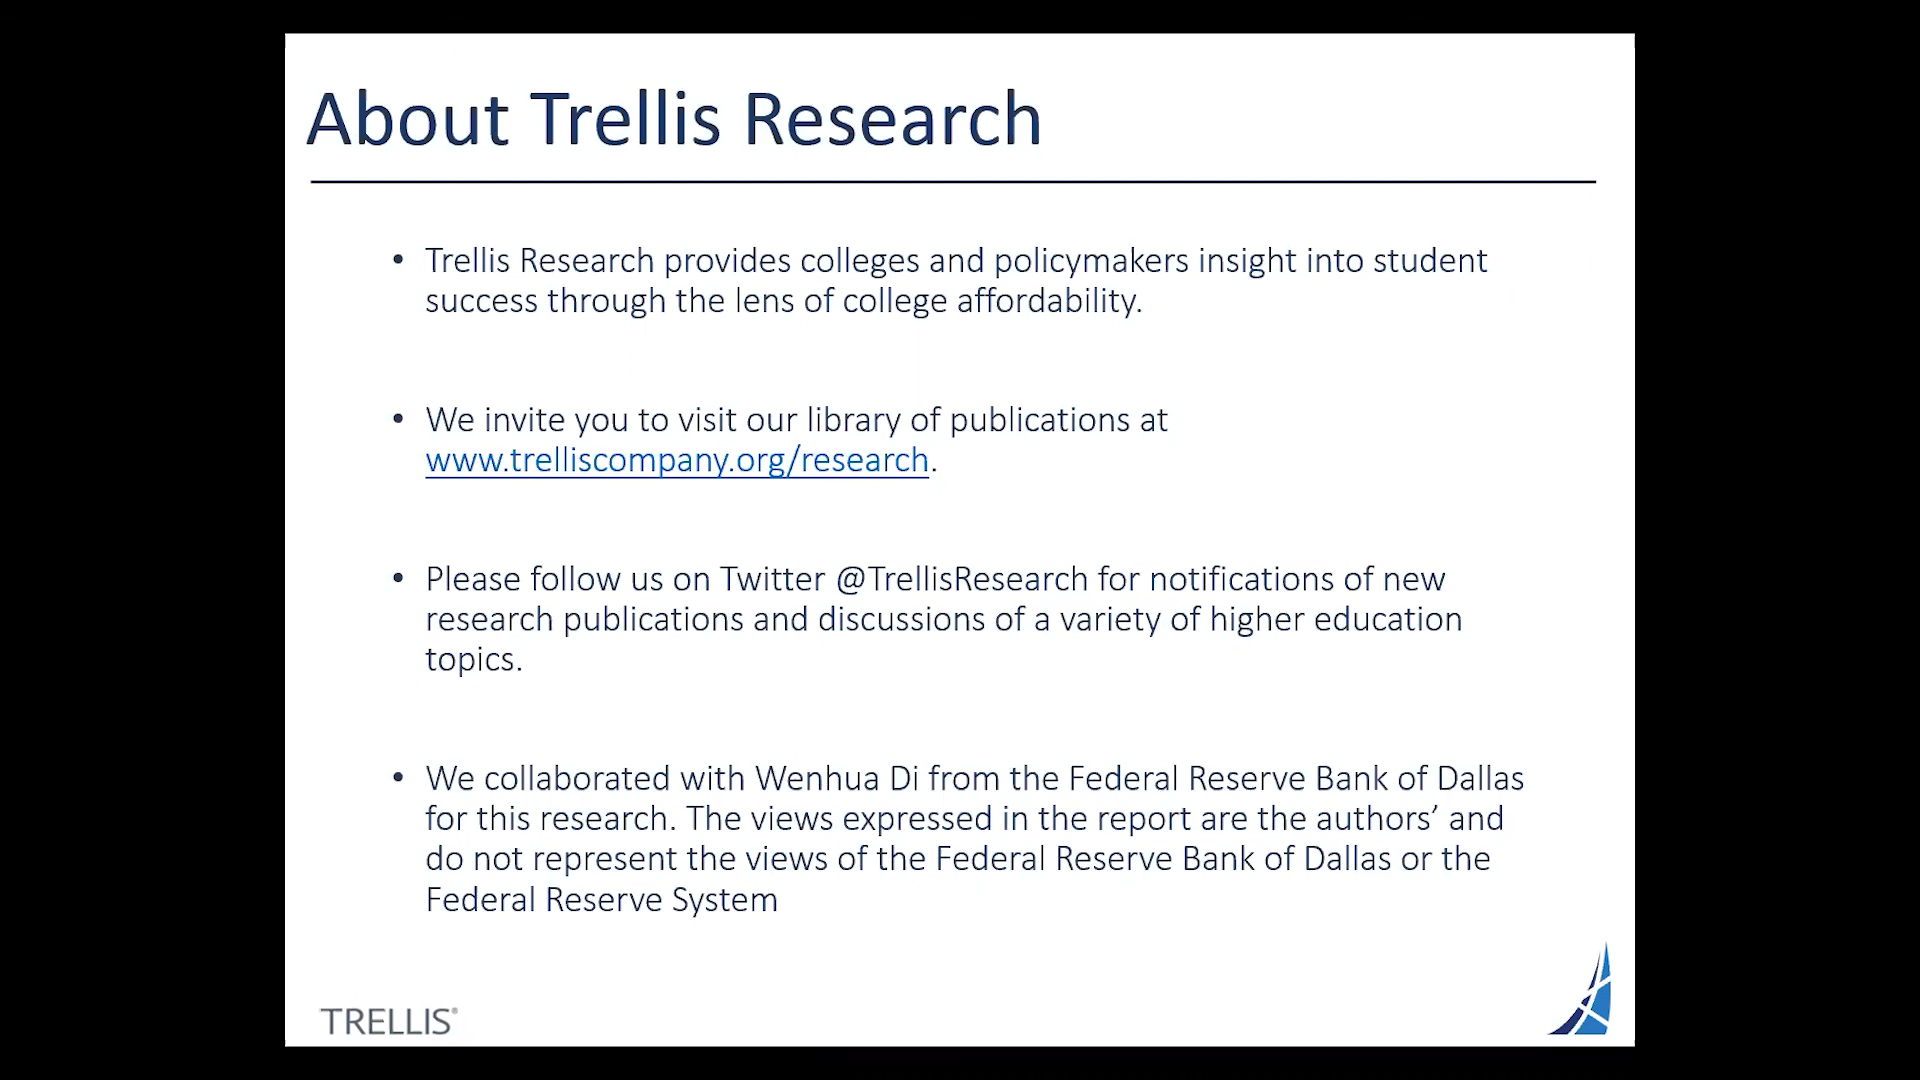 About Trellis Research
• Trellis Research provides colleges and policymakers insight into student
success through the lens of college affordability.
• We invite you to visit our library of publications at
www.trelliscompany.org/research.
• Please follow us on Twitter @TrellisResearch for notifications of new
research publications and discussions of a variety of higher education
topics.
• We collaborated with Wenhua Di from the Federal Reserve Bank of Dallas
for this research. The views expressed in the report are the authors’ and
do not represent the views of the Federal Reserve Bank of Dallas or the
Federal Reserve System
TRELLIS®